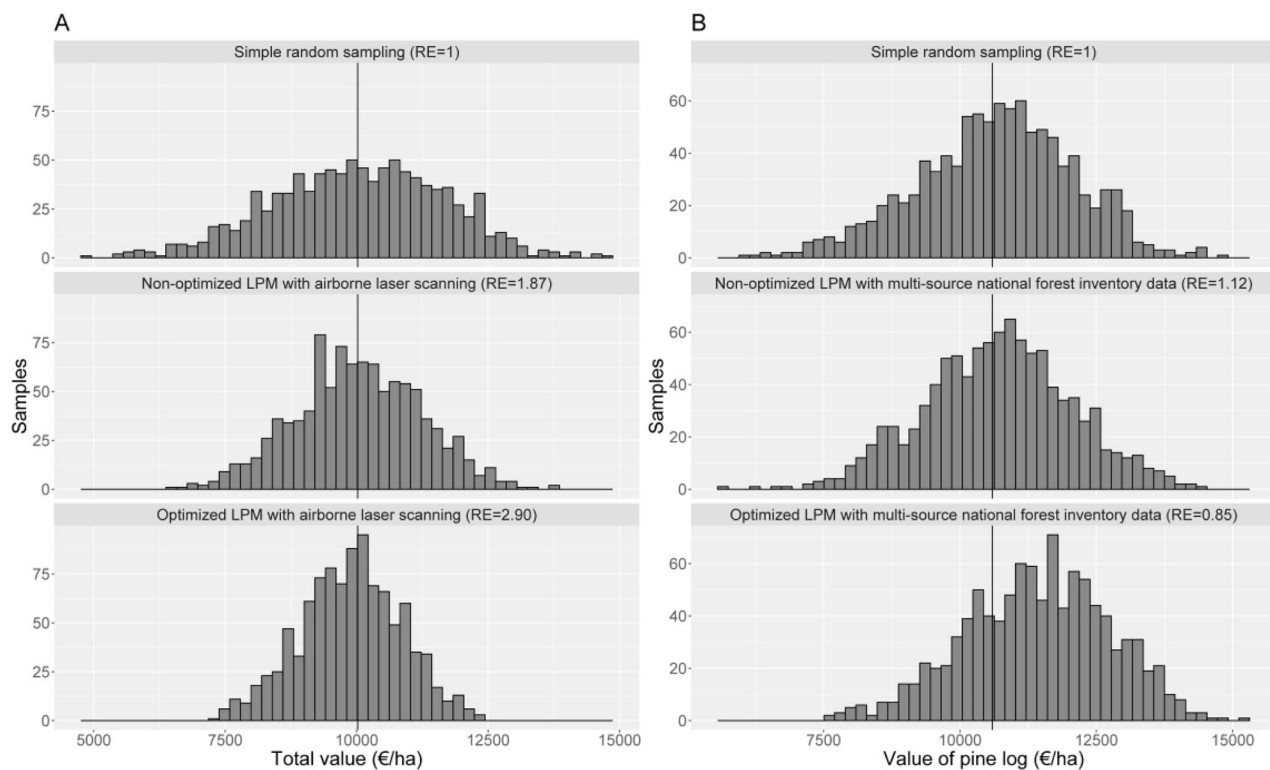 A
Simple random sampling (RE=1)
75
50
25
0
Non-optimized LPM with airborne laser scanning (RE=1.87)
75
50
25
0
Optimized LPM with airborne laser scanning (RE=2.90)
75
50
25
0
Samples
5000 7500 10000 12500 15000
Total value (€/ha)
B
Simple random sampling (RE=1)
60
40
20
0
Non-optimized LPM with multi-source national forest inventory data (RE=1.12)
60
40
20
0
Optimized LPM with multi-source national forest inventory data (RE=0.85)
60
40
20
0
Samples
7500 10000 12500 15000
Value of pine log (€/ha)